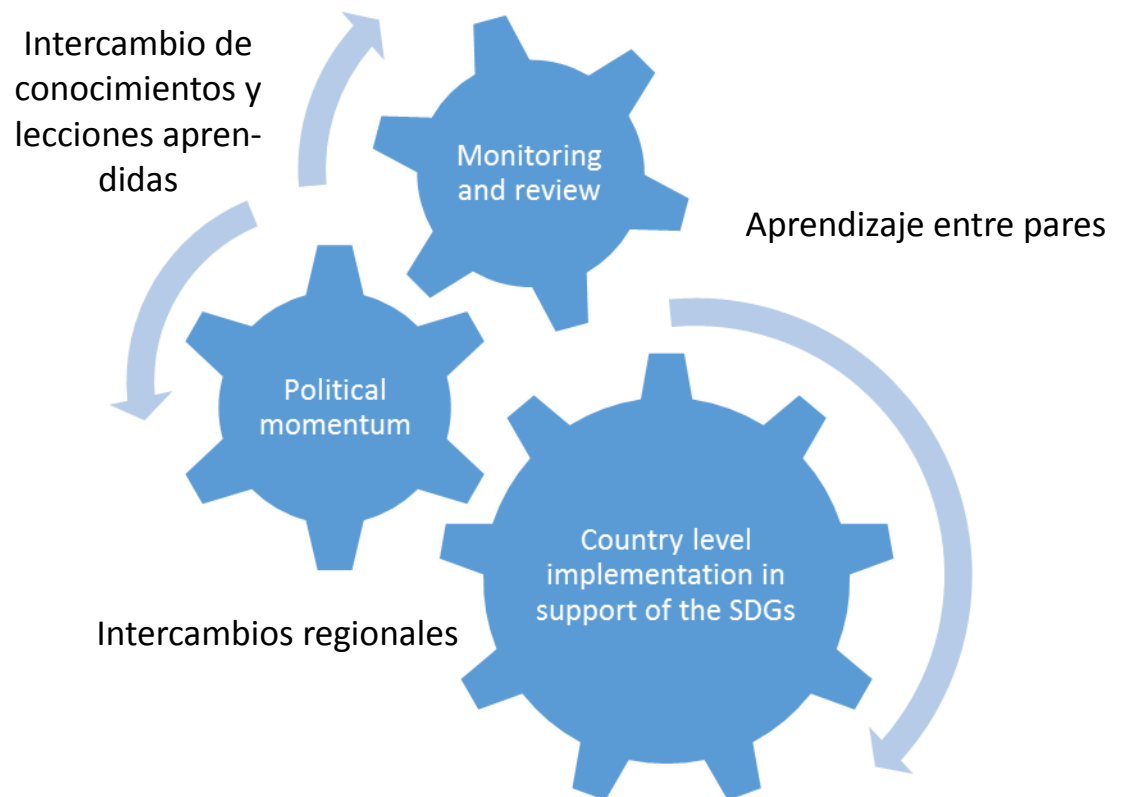 Intercambio de
conocimientos y
lecciones apren-
didas
Monitoring
and review
Aprendizaje entre pares
Political
momentum
Country level
implementation in
support of the SDGs
Intercambios regionales